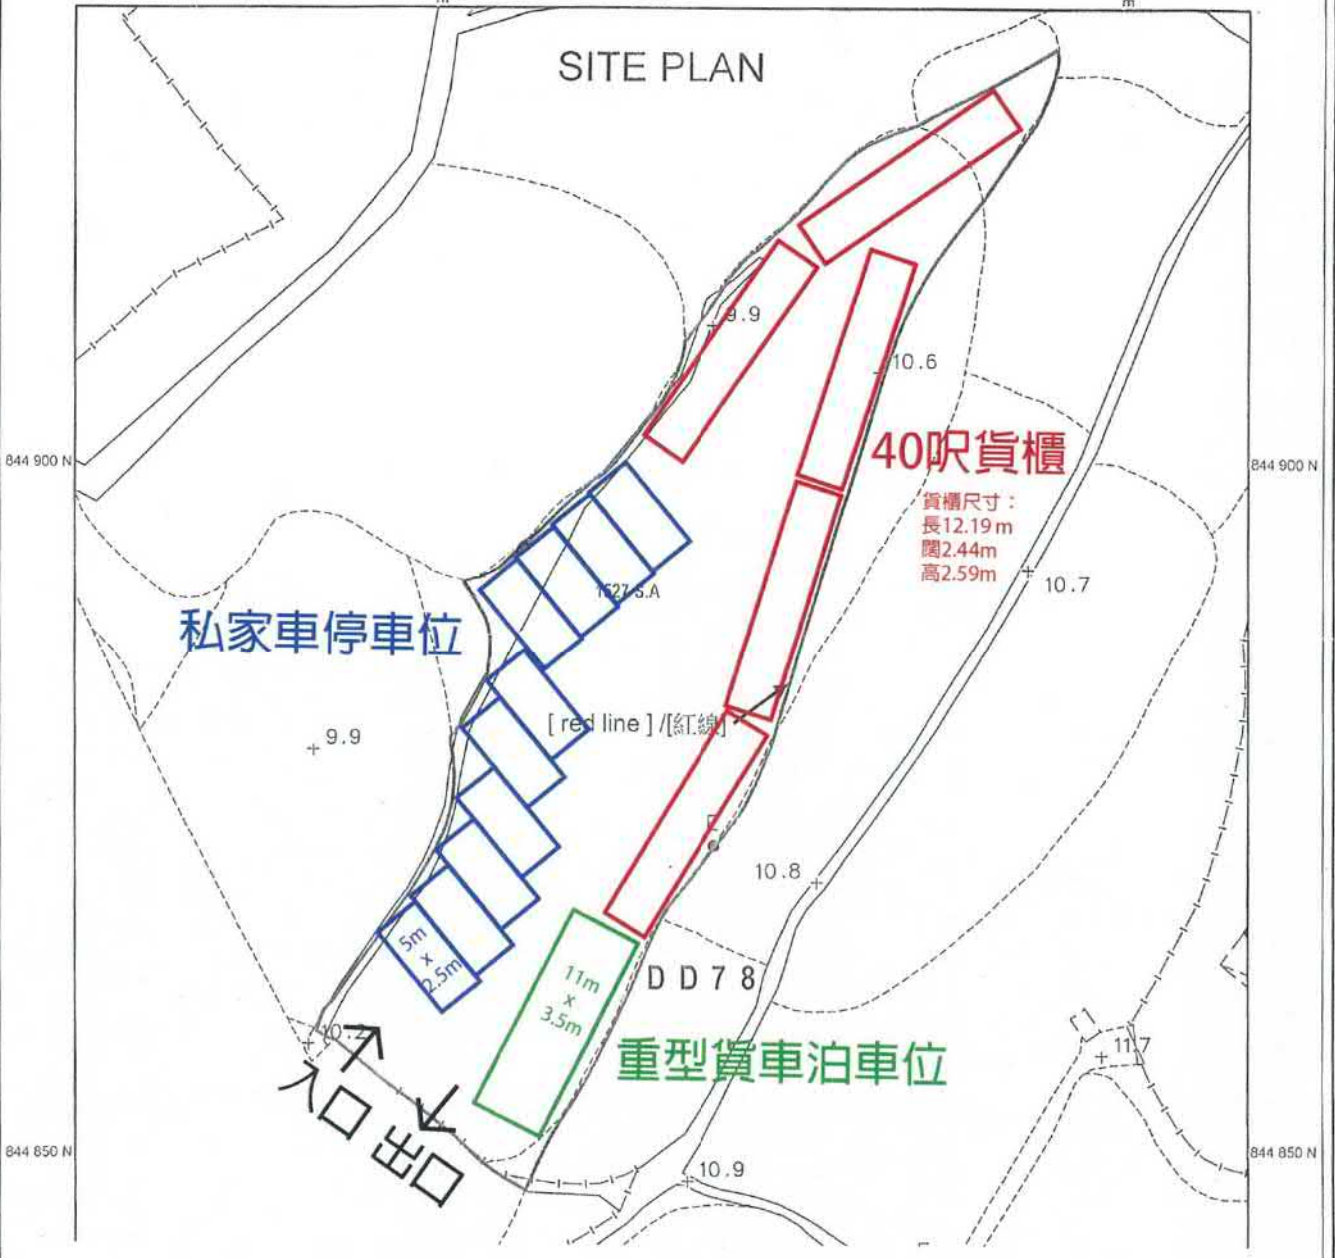 m
m
SITE PLAN
9.9
10.6
40呎貨櫃
844 900 N
844 900 N
貨櫃尺寸：
長12.19 m
闊2.44m
高2.59m
10.7
1527 S.A
私家車停車位
[ red line ] /[紅線]
9.9
E
10.8
5m
x
2.5m
11m
x
3.5m
DD78
10.2
11.7
重型貨車泊車位
入口
出口
844 850 N
844 850 N
10.9